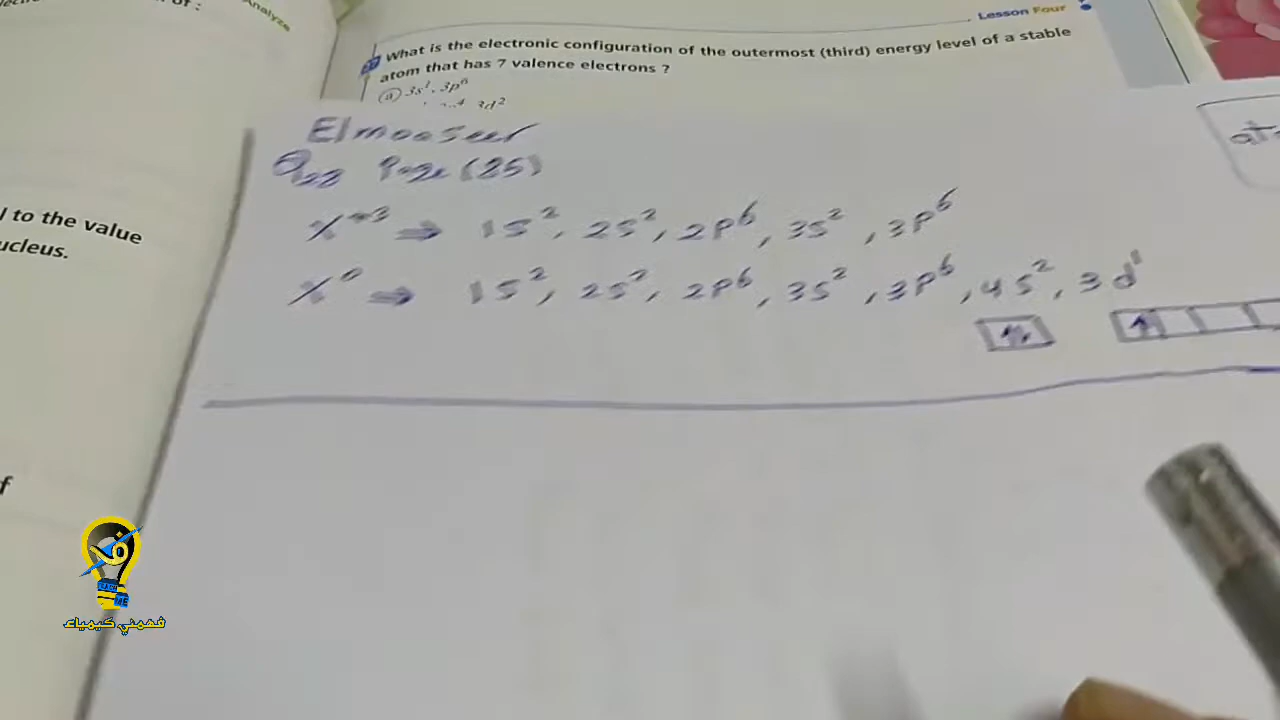 Analyze
Lesson Four
What is the electronic configuration of the outermost (third) energy level of a stable
atom that has 7 valence electrons ?
l to the value
ucleus.
f
Elmoaseer
Page (25)
X+3 ⇒ 1S², 2S², 2P⁶, 3S², 3P⁶
X⁰ ⇒ 1S², 2S², 2P⁶, 3S², 3P⁶, 4S², 3d¹
فهمني كيمياء